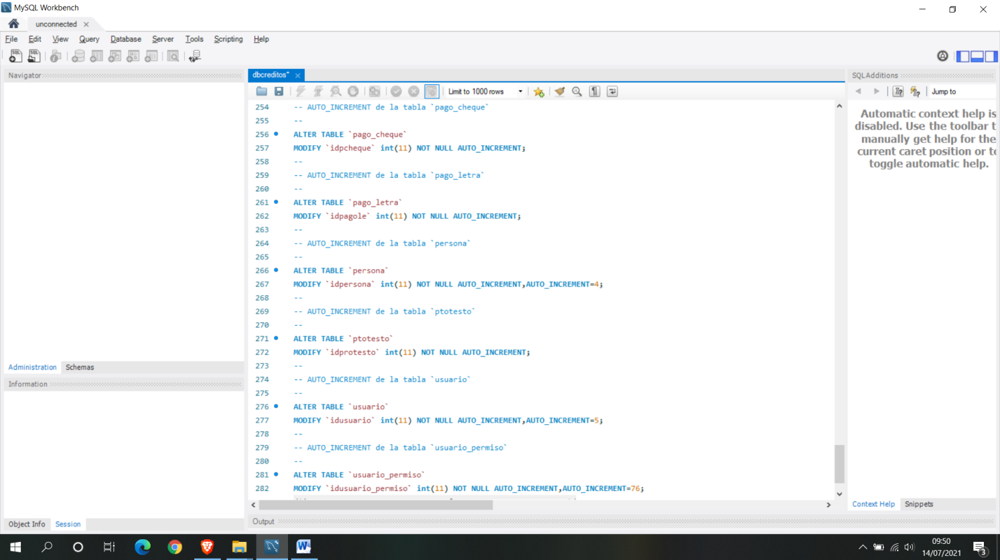 MySQL Workbench
unconnected
File Edit View Query Database Server Tools Scripting Help
Navigator
dbcreditos*
SQLAdditions
Limit to 1000 rows
Jump to
254 -- AUTO_INCREMENT de la tabla `pago_cheque`
255 --
256 ALTER TABLE `pago_cheque`
257 MODIFY `idpcheque` int(11) NOT NULL AUTO_INCREMENT;
258 --
259 -- AUTO_INCREMENT de la tabla `pago_letra`
260 --
261 ALTER TABLE `pago_letra`
262 MODIFY `idpagole` int(11) NOT NULL AUTO_INCREMENT;
263 --
264 -- AUTO_INCREMENT de la tabla `persona`
265 --
266 ALTER TABLE `persona`
267 MODIFY `idpersona` int(11) NOT NULL AUTO_INCREMENT,AUTO_INCREMENT=4;
268 --
269 -- AUTO_INCREMENT de la tabla `ptotesto`
270 --
271 ALTER TABLE `ptotesto`
272 MODIFY `idprotesto` int(11) NOT NULL AUTO_INCREMENT;
273 --
274 -- AUTO_INCREMENT de la tabla `usuario`
275 --
276 ALTER TABLE `usuario`
277 MODIFY `idusuario` int(11) NOT NULL AUTO_INCREMENT,AUTO_INCREMENT=5;
278 --
279 -- AUTO_INCREMENT de la tabla `usuario_permiso`
280 --
281 ALTER TABLE `usuario_permiso`
282 MODIFY `idusuario_permiso` int(11) NOT NULL AUTO_INCREMENT,AUTO_INCREMENT=76;
Automatic context help is
disabled. Use the toolbar t
manually get help for the
current caret position or to
toggle automatic help.
Administration Schemas
Information
Object Info Session
Output
Context Help Snippets
09:50
14/07/2021
3